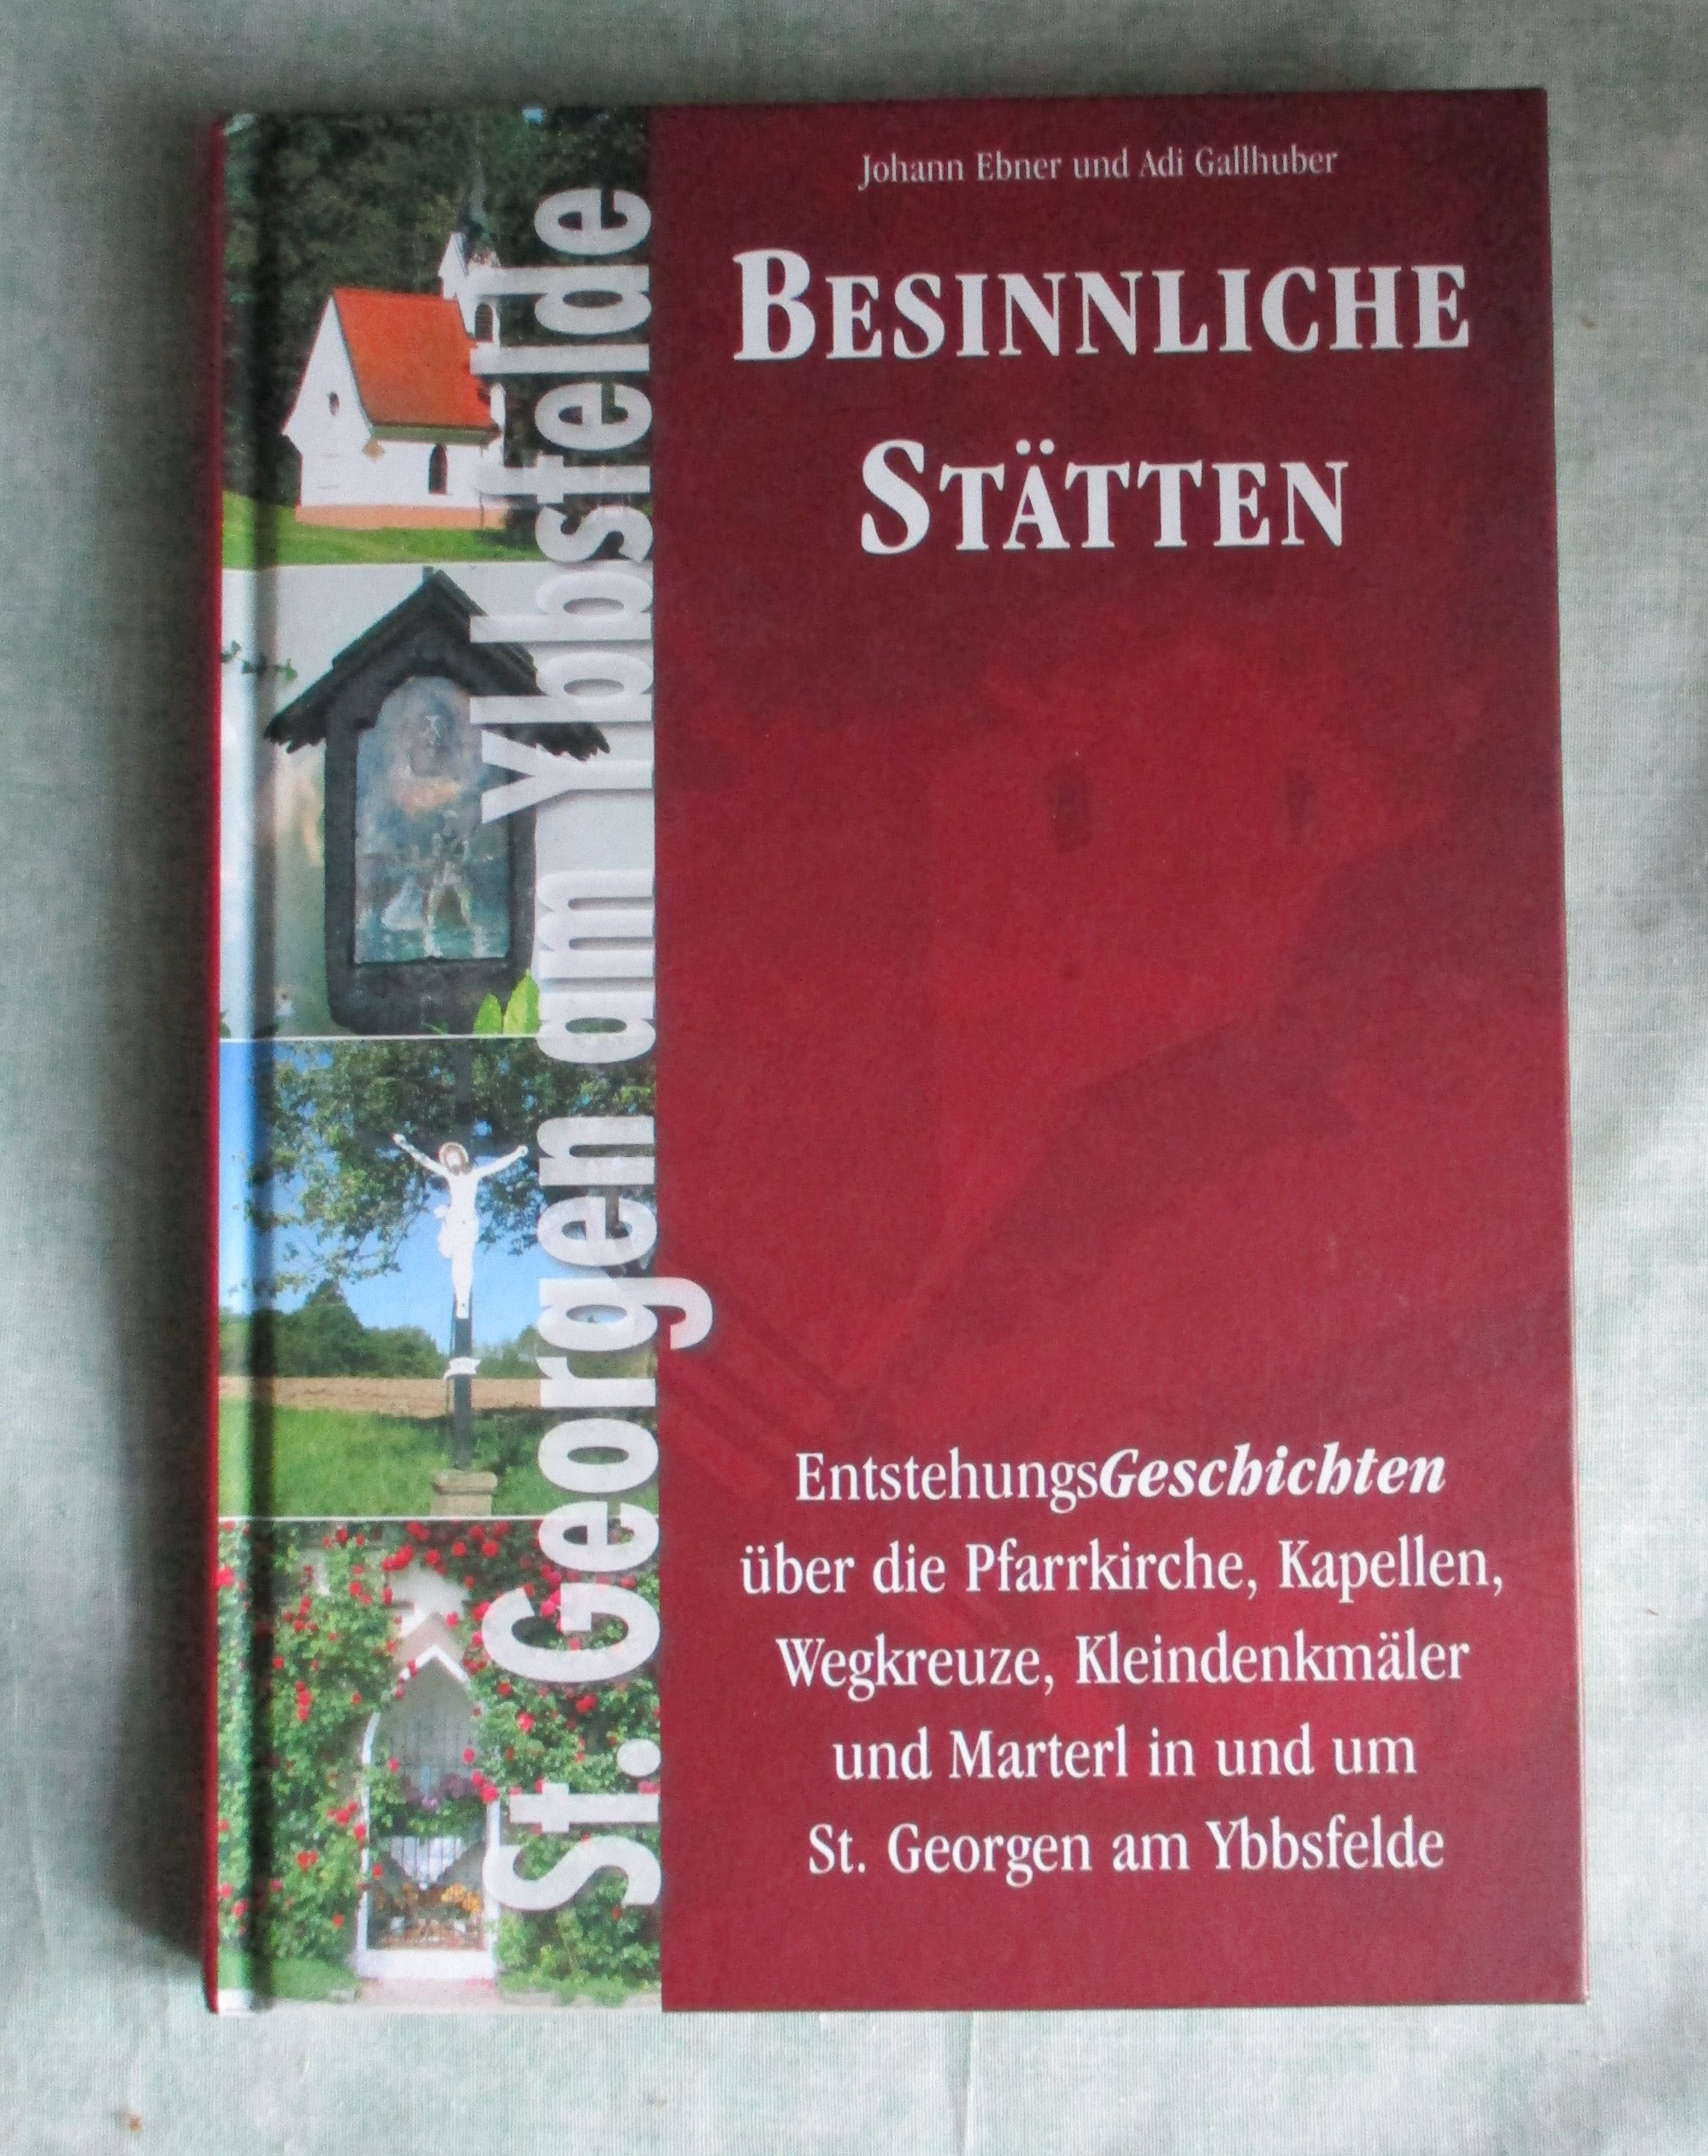 Johann Ebner und Adi Gallhuber
BESINNLICHE
STÄTTEN
St. Georgen am Ybbsfelde
EntstehungsGeschichten
über die Pfarrkirche, Kapellen,
Wegkreuze, Kleindenkmäler
und Marterl in und um
St. Georgen am Ybbsfelde